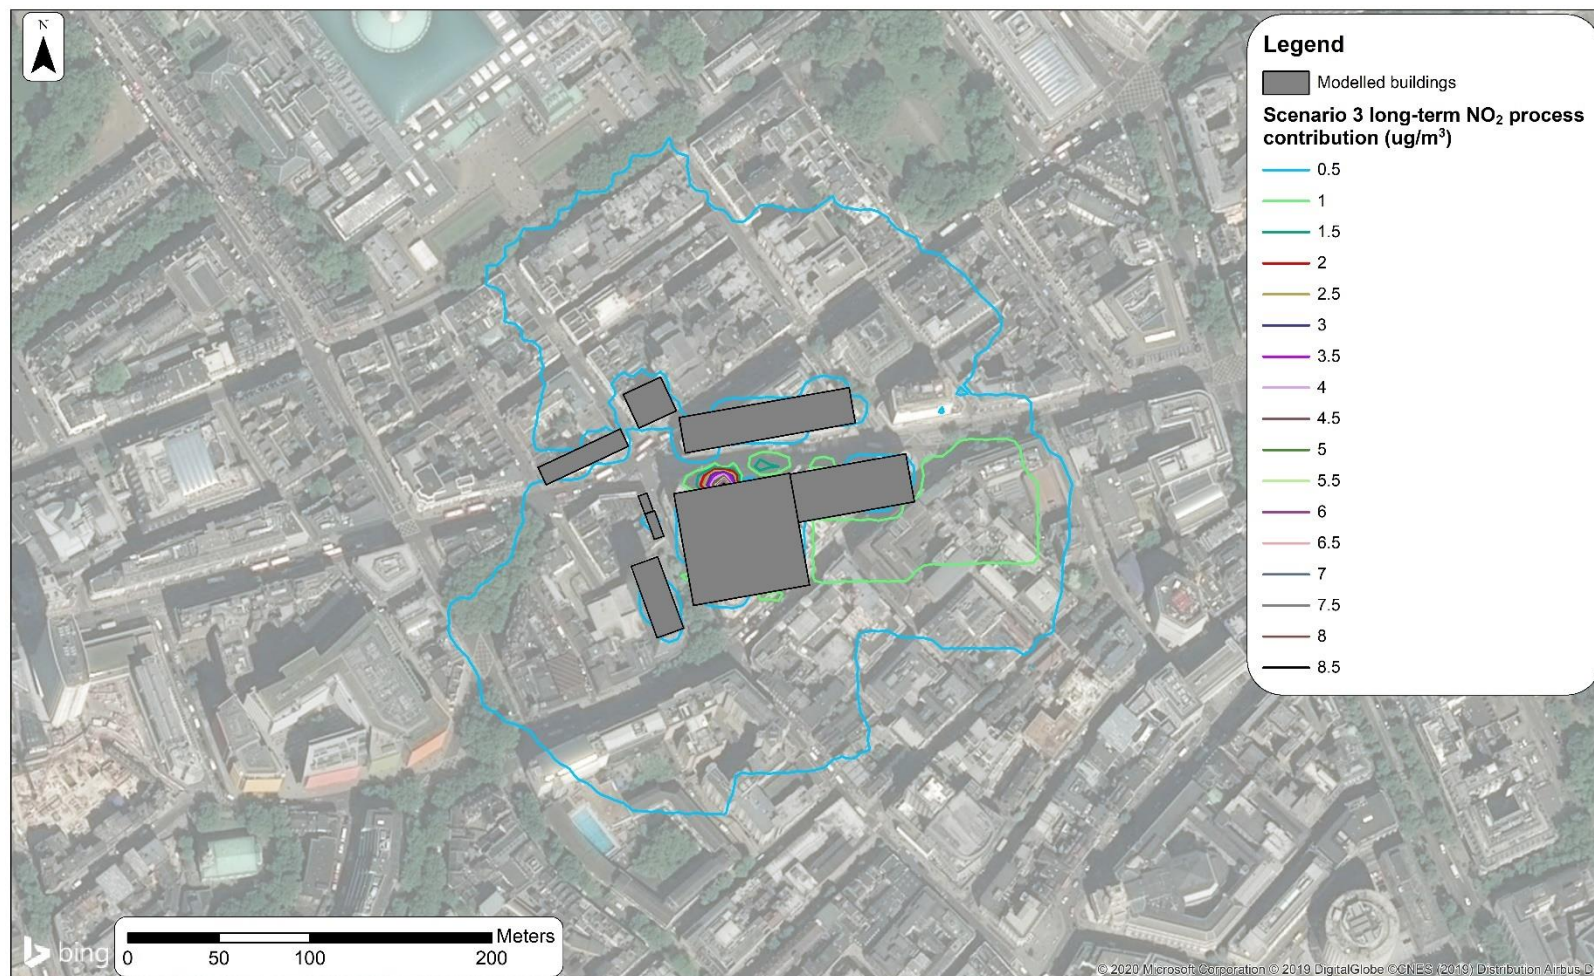 N
Legend
Modelled buildings
Scenario 3 long-term NO₂ process
contribution (ug/m³)
0.5
1
1.5
2
2.5
3
3.5
4
4.5
5
5.5
6
6.5
7
7.5
8
8.5
Meters
0 50 100 200
bing
© 2020 Microsoft Corporation © 2019 DigitalGlobe ©CNES (2019) Distribution Airbus D